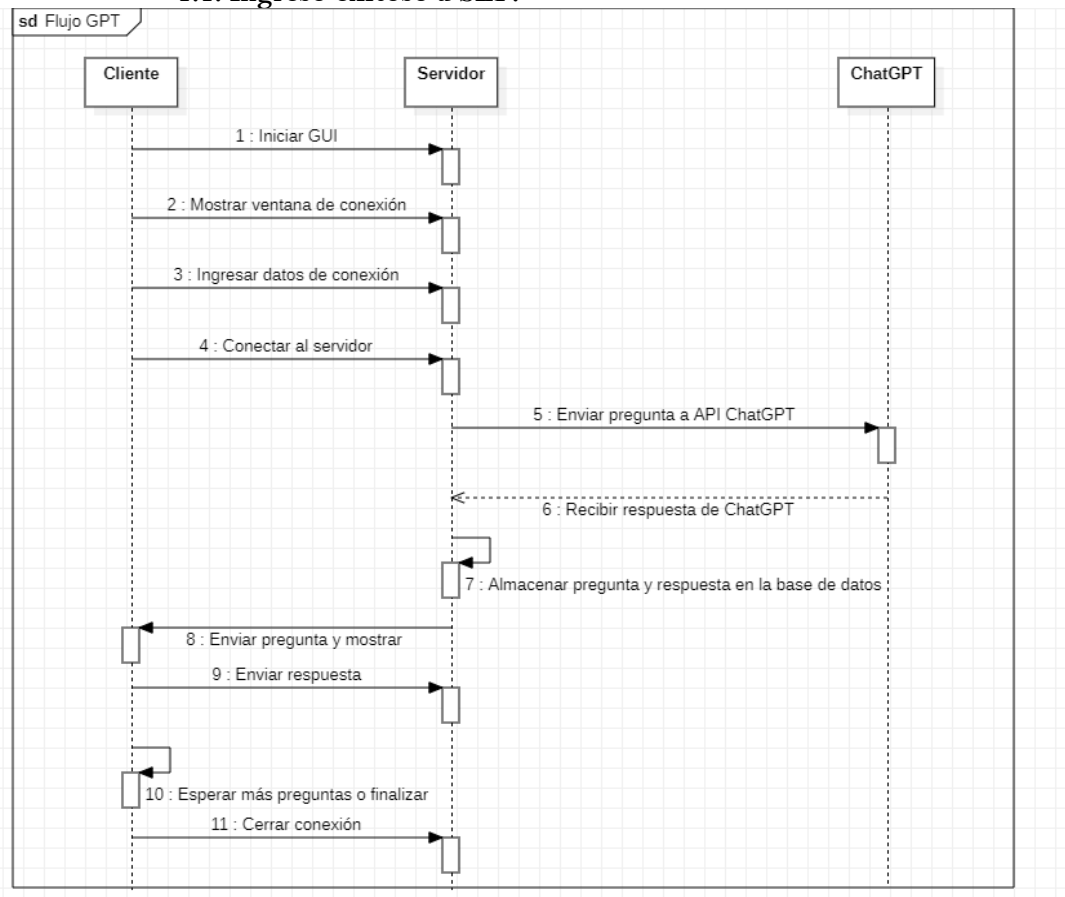 sd Flujo GPT
Cliente
Servidor
ChatGPT
1 : Iniciar GUI
2 : Mostrar ventana de conexión
3 : Ingresar datos de conexión
4 : Conectar al servidor
5 : Enviar pregunta a API ChatGPT
6 : Recibir respuesta de ChatGPT
7 : Almacenar pregunta y respuesta en la base de datos
8 : Enviar pregunta y mostrar
9 : Enviar respuesta
10 : Esperar más preguntas o finalizar
11 : Cerrar conexión